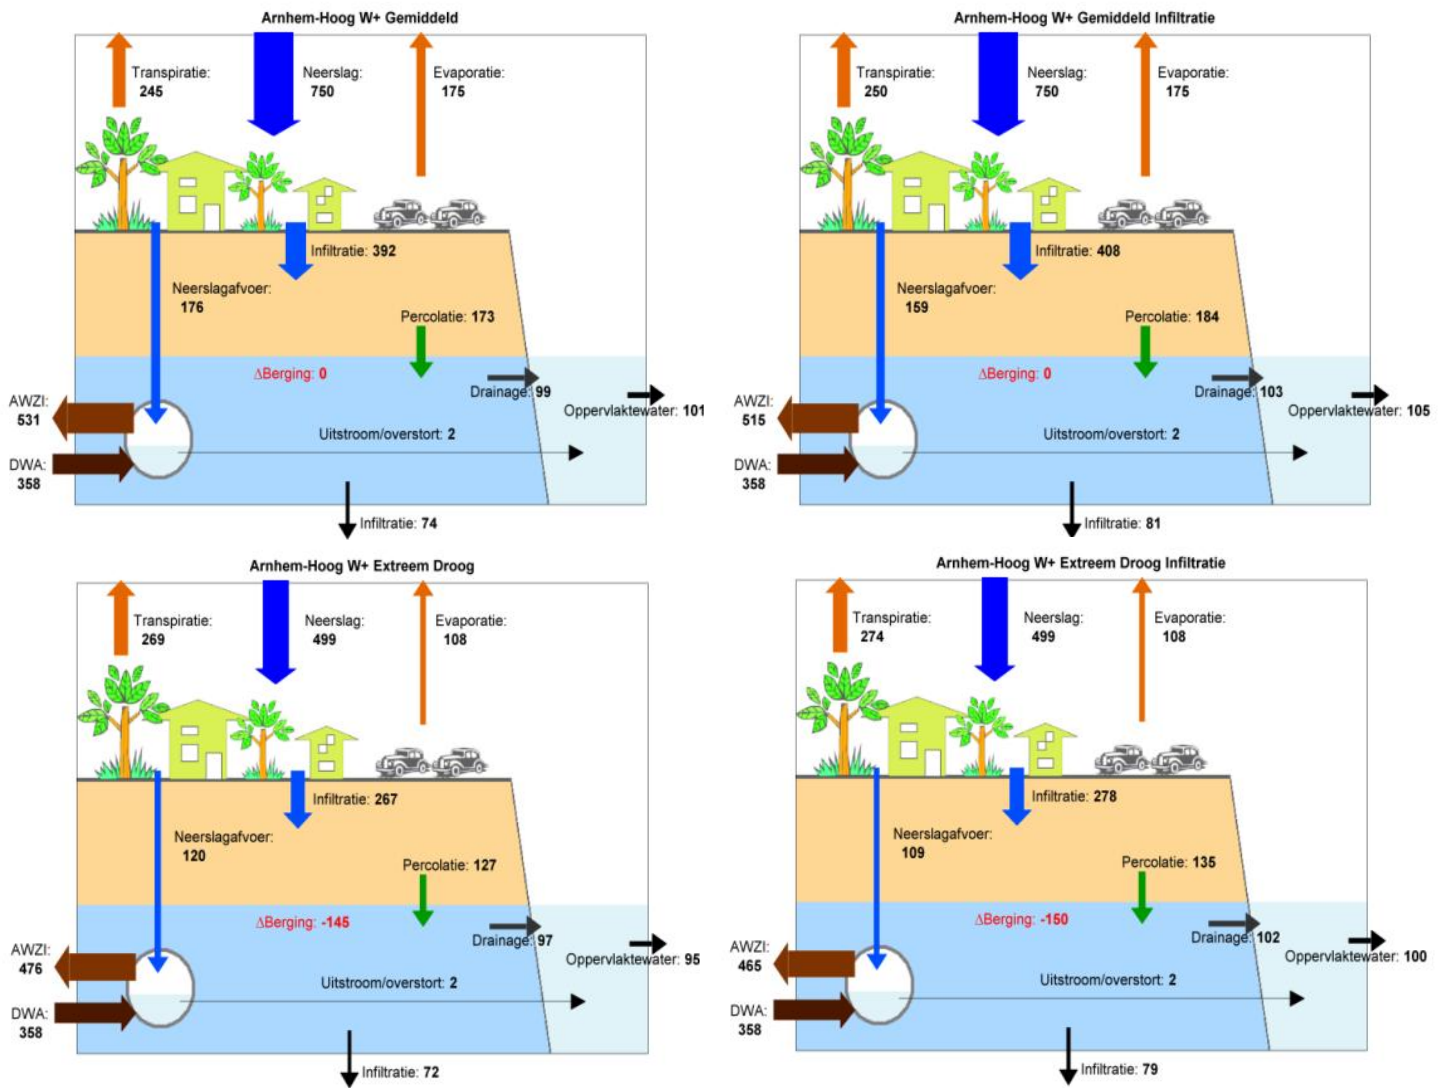 Arnhem-Hoog W+ Gemiddeld
Transpiratie:
245
Neerslag:
750
Evaporatie:
175
Infiltratie: 392
Neerslagafvoer:
176
Percolatie: 173
ΔBerging: 0
Drainage: 99
AWZI:
531
Oppervlaktewater: 101
Uitstroom/overstort: 2
DWA:
358
Infiltratie: 74
Arnhem-Hoog W+ Gemiddeld Infiltratie
Transpiratie:
250
Neerslag:
750
Evaporatie:
175
Infiltratie: 408
Neerslagafvoer:
159
Percolatie: 184
ΔBerging: 0
Drainage: 103
AWZI:
515
Oppervlaktewater: 105
Uitstroom/overstort: 2
DWA:
358
Infiltratie: 81
Arnhem-Hoog W+ Extreem Droog
Transpiratie:
269
Neerslag:
499
Evaporatie:
108
Infiltratie: 267
Neerslagafvoer:
120
Percolatie: 127
ΔBerging: -145
Drainage: 97
AWZI:
476
Oppervlaktewater: 95
Uitstroom/overstort: 2
DWA:
358
Infiltratie: 72
Arnhem-Hoog W+ Extreem Droog Infiltratie
Transpiratie:
274
Neerslag:
499
Evaporatie:
108
Infiltratie: 278
Neerslagafvoer:
109
Percolatie: 135
ΔBerging: -150
Drainage: 102
AWZI:
465
Oppervlaktewater: 100
Uitstroom/overstort: 2
DWA:
358
Infiltratie: 79